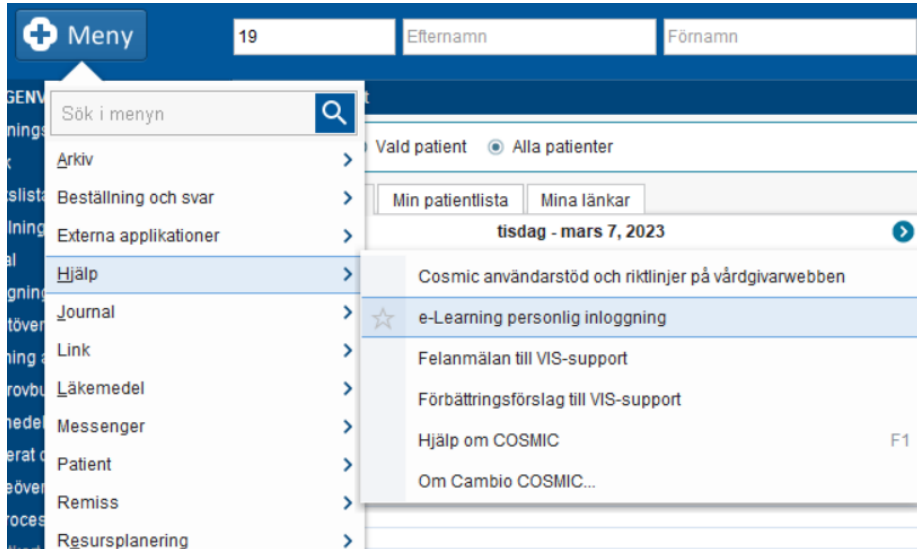 Meny
19
Efternamn
Förnamn
Sök i menyn
Arkiv
Beställning och svar
Externa applikationer
Hjälp
Journal
Link
Läkemedel
Messenger
Patient
Remiss
Resursplanering
Vald patient
Alla patienter
Min patientlista
Mina länkar
tisdag - mars 7, 2023
Cosmic användarstöd och riktlinjer på vårdgivarwebben
e-Learning personlig inloggning
Felanmälan till VIS-support
Förbättringsförslag till VIS-support
Hjälp om COSMIC F1
Om Cambio COSMIC...